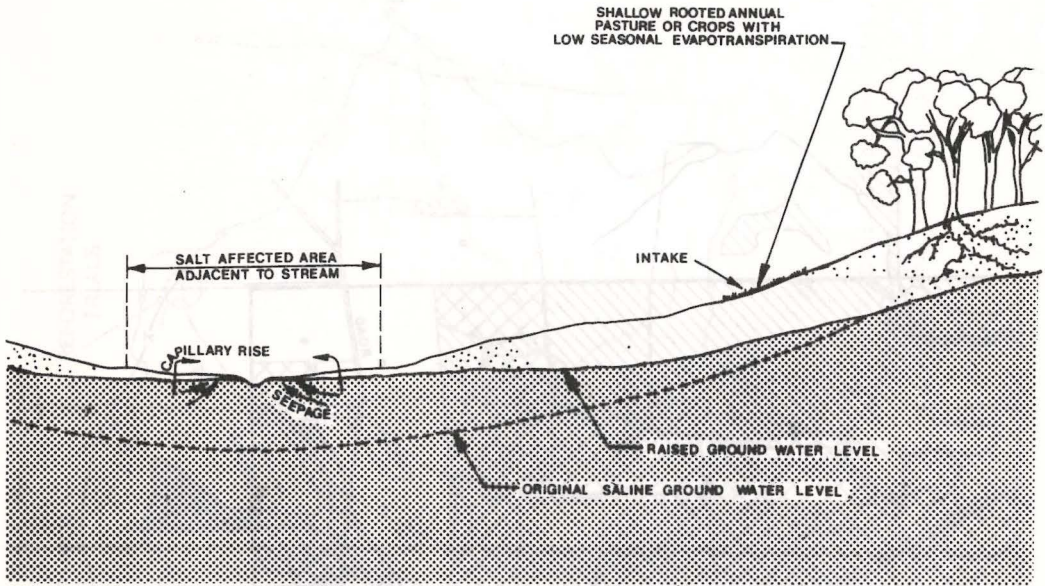 SHALLOW ROOTED ANNUAL
PASTURE OR CROPS WITH
LOW SEASONAL EVAPOTRANSPIRATION
SALT AFFECTED AREA
ADJACENT TO STREAM
INTAKE
CAPILLARY RISE
SEEPAGE
RAISED GROUND WATER LEVEL
ORIGINAL SALINE GROUND WATER LEVEL